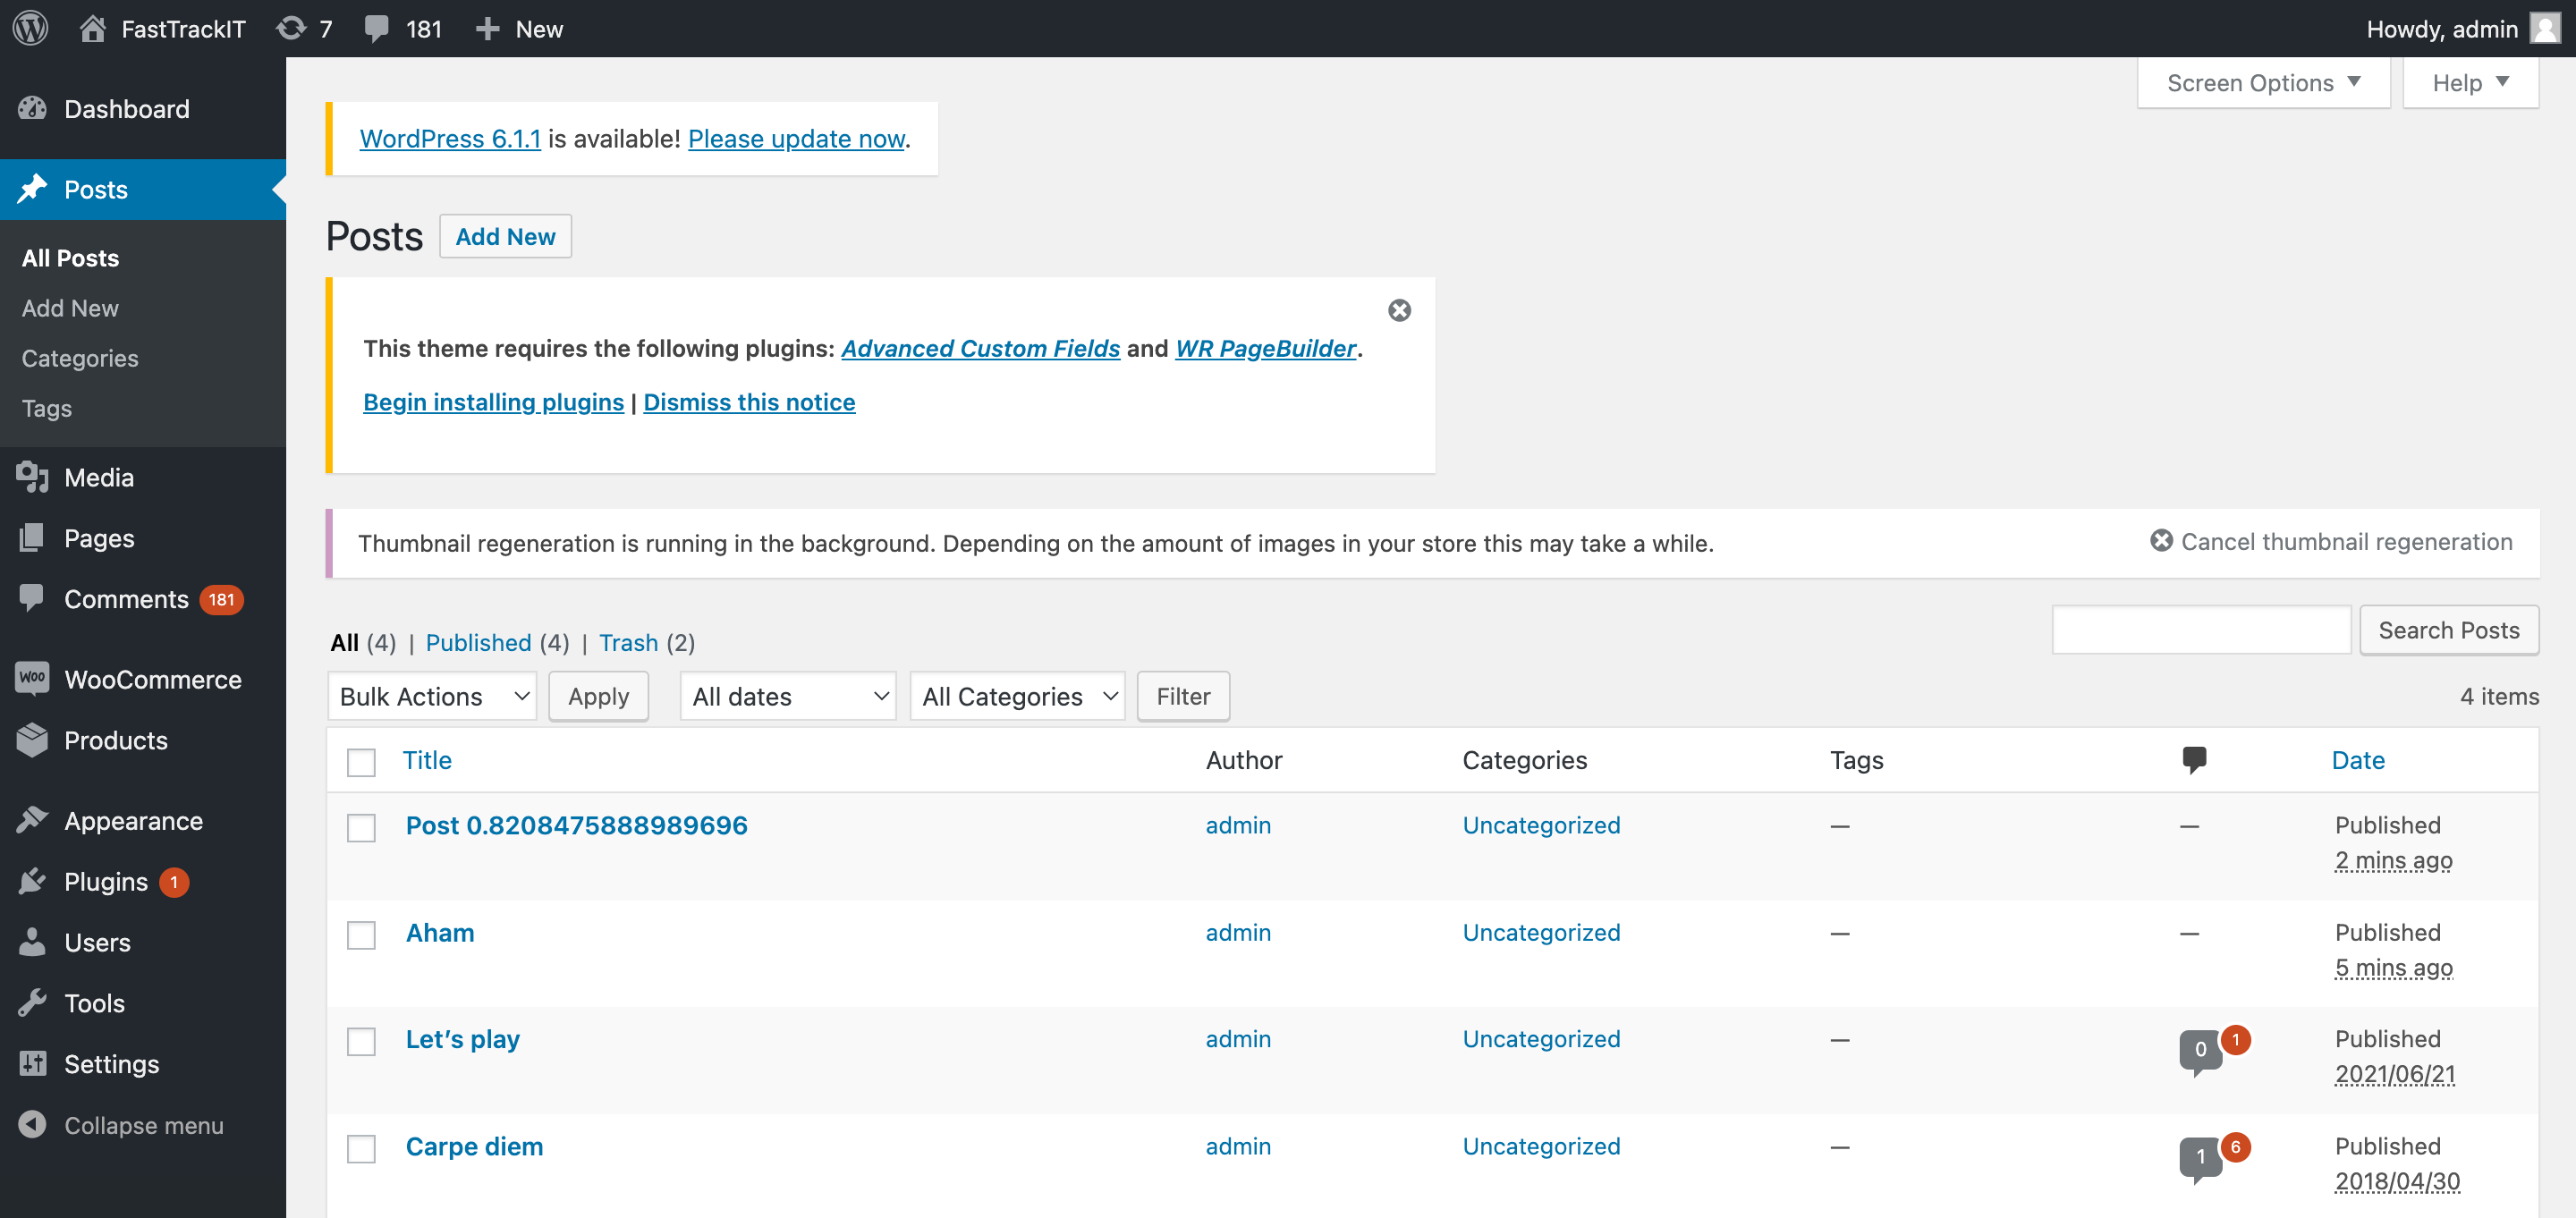 FastTrackIT 7 181 New Howdy, admin
Screen Options Help
Dashboard
Posts
All Posts
Add New
Categories
Tags
Media
Pages
Comments 181
WooCommerce
Products
Appearance
Plugins 1
Users
Tools
Settings
Collapse menu
WordPress 6.1.1 is available! Please update now.
Posts Add New
This theme requires the following plugins: Advanced Custom Fields and WR PageBuilder.
Begin installing plugins | Dismiss this notice
Thumbnail regeneration is running in the background. Depending on the amount of images in your store this may take a while. Cancel thumbnail regeneration
All (4) | Published (4) | Trash (2) Search Posts
Bulk Actions Apply All dates All Categories Filter 4 items
Title Author Categories Tags Date
Post 0.8208475888989696 admin Uncategorized — — Published
2 mins ago
Aham admin Uncategorized — — Published
5 mins ago
Let’s play admin Uncategorized — 0 1 Published
2021/06/21
Carpe diem admin Uncategorized — 1 6 Published
2018/04/30